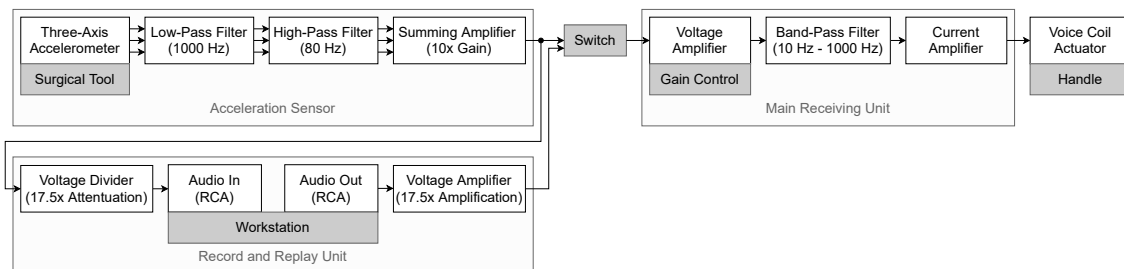 Three-Axis
Accelerometer
Surgical Tool
Low-Pass Filter
(1000 Hz)
High-Pass Filter
(80 Hz)
Summing Amplifier
(10x Gain)
Acceleration Sensor
Switch
Voltage
Amplifier
Gain Control
Band-Pass Filter
(10 Hz - 1000 Hz)
Current
Amplifier
Main Receiving Unit
Voice Coil
Actuator
Handle
Voltage Divider
(17.5x Attentuation)
Audio In
(RCA)
Audio Out
(RCA)
Workstation
Voltage Amplifier
(17.5x Amplification)
Record and Replay Unit